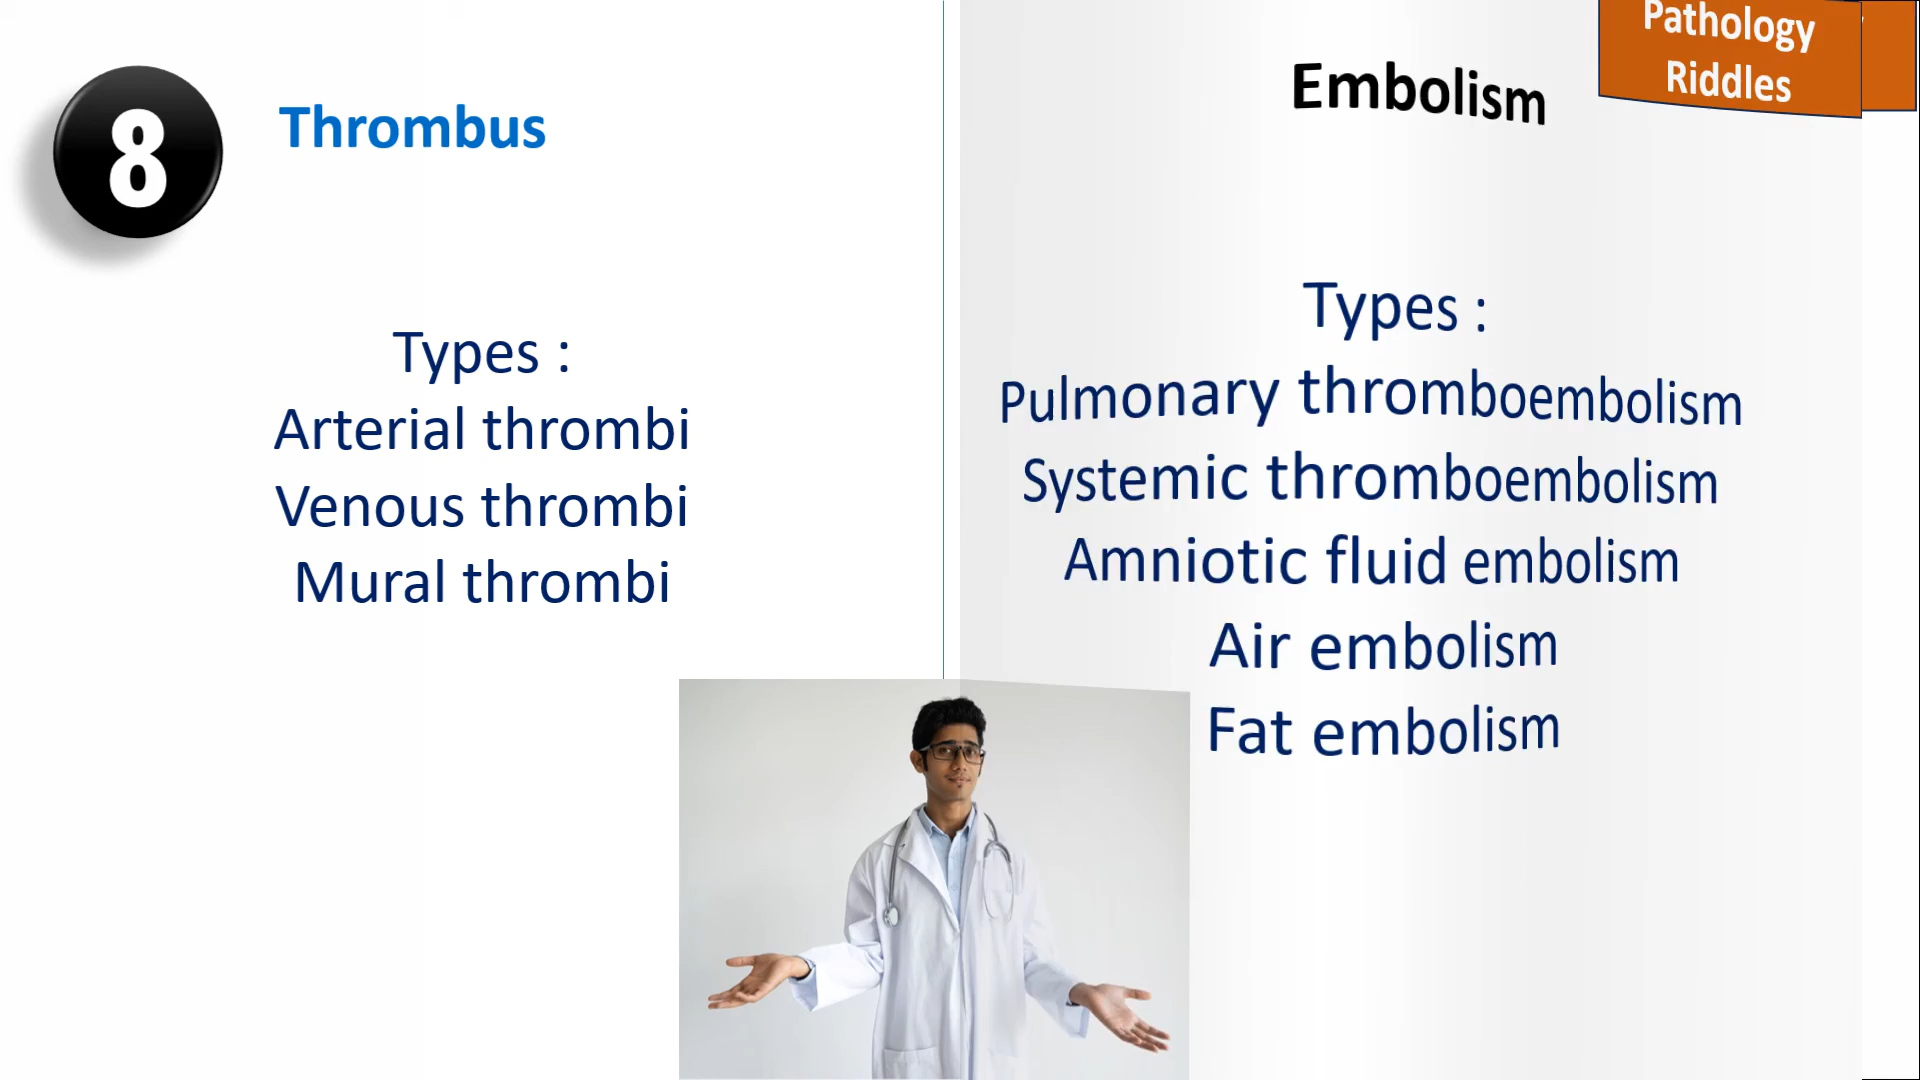 8
Thrombus
Types :
Arterial thrombi
Venous thrombi
Mural thrombi
Embolism
Pathology
Riddles
Types :
Pulmonary thromboembolism
Systemic thromboembolism
Amniotic fluid embolism
Air embolism
Fat embolism